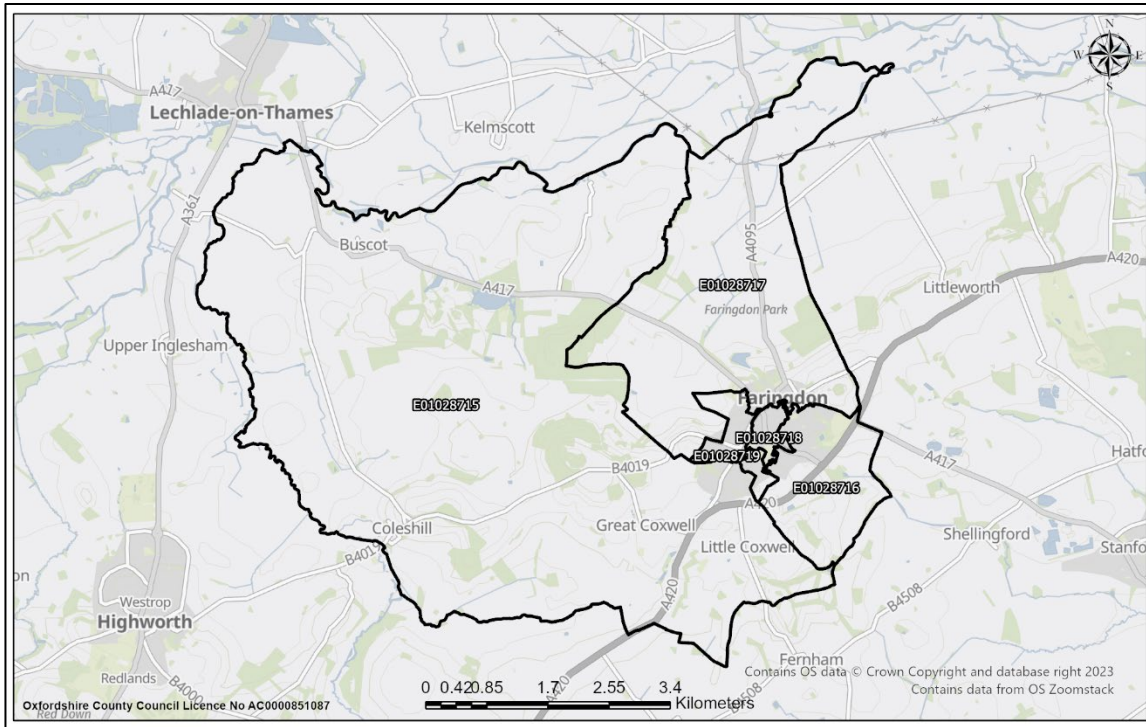 N
W E
S
A417
Lechlade-on-Thames
Kelmscott
A361
Buscot
A4095
A417
E01028717
Faringdon Park
A420
Littleworth
Upper Inglesham
E01028715
Faringdon
E01028718
E01028719
B4019
A417
Hatfo
E01028716
A420
Great Coxwell
Coleshill
B4019
Little Coxwell
Shellingford
Stanfo
on
A420
B4508
Westrop
Highworth
Fernham
Redlands
B4000
Red Down
A420
B4508
0 0.42 0.85 1.7 2.55 3.4
Kilometers
Contains OS data © Crown Copyright and database right 2023
Contains data from OS Zoomstack
Oxfordshire County Council Licence No AC0000851087